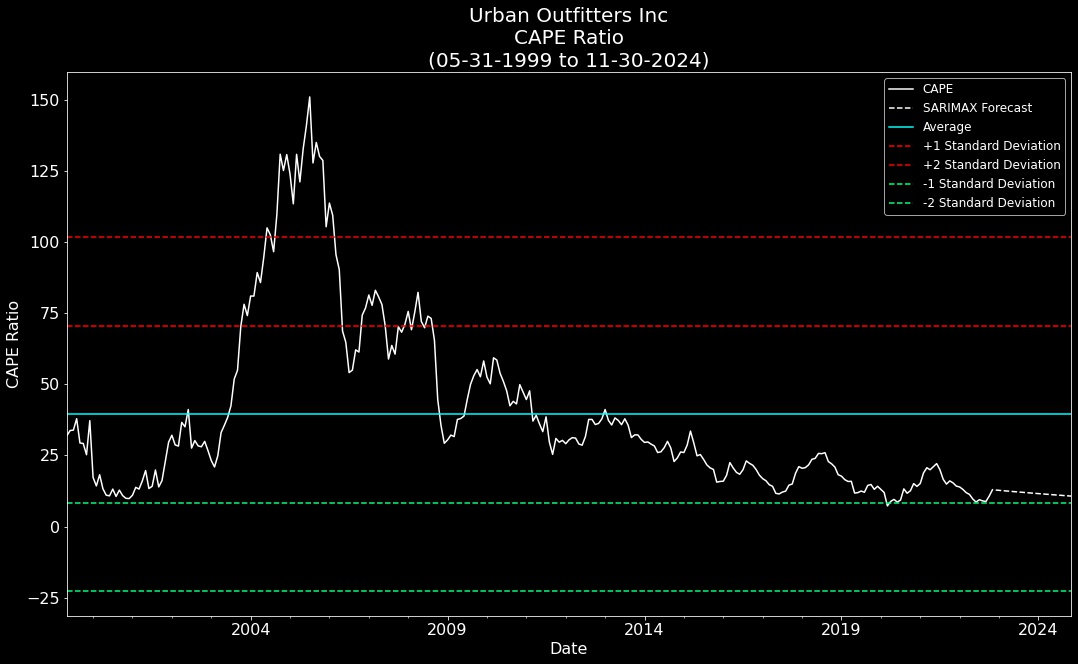 Urban Outfitters Inc
CAPE Ratio
(05-31-1999 to 11-30-2024)
CAPE
SARIMAX Forecast
Average
+1 Standard Deviation
+2 Standard Deviation
-1 Standard Deviation
-2 Standard Deviation
150
125
100
75
50
25
0
−25
CAPE Ratio
2004
2009
2014
2019
2024
Date